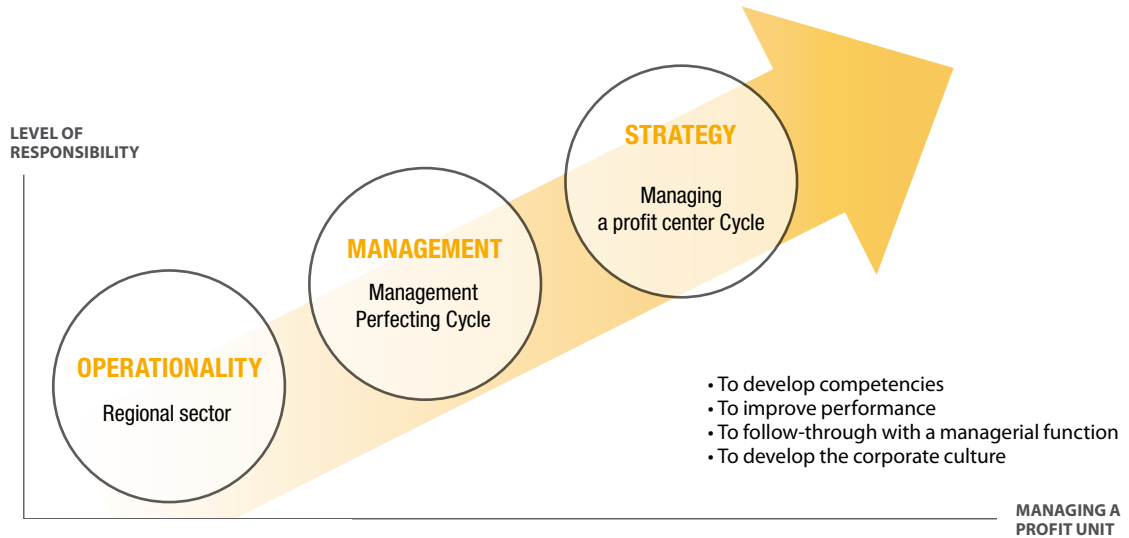 LEVEL OF
RESPONSIBILITY
STRATEGY
Managing
a profit center Cycle
MANAGEMENT
Management
Perfecting Cycle
OPERATIONALITY
Regional sector
• To develop competencies
• To improve performance
• To follow-through with a managerial function
• To develop the corporate culture
MANAGING A
PROFIT UNIT